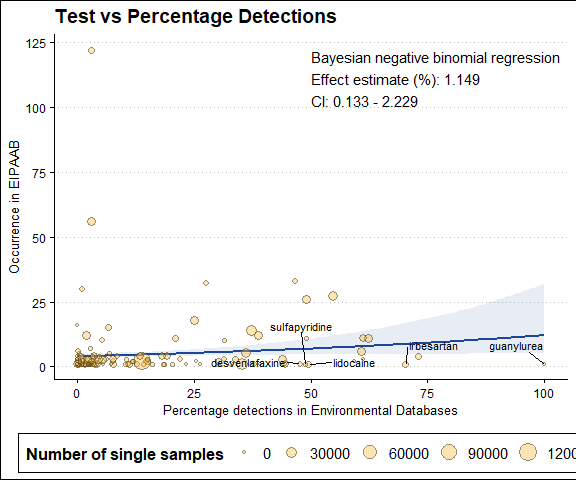 Test vs Percentage Detections
Bayesian negative binomial regression
Effect estimate (%): 1.149
CI: 0.133 - 2.229
Occurrence in EIPAAB
125
100
75
50
25
0
sulfapyridine
desvenlafaxine
lidocaine
irbesartan
guanylurea
0 25 50 75 100
Percentage detections in Environmental Databases
Number of single samples 0 30000 60000 90000 1200